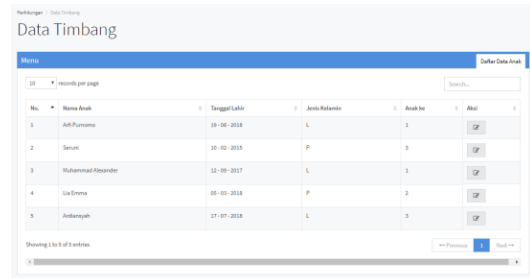 Perhitungan / Data Timbang
Data Timbang
Menu Daftar Data Anak
10 records per page Search...
No. Nama Anak Tanggal Lahir Jenis Kelamin Anak ke Aksi
1 Arifi Purnomo 19 - 06 - 2018 L 1
2 Seruni 10 - 02 - 2015 P 3
3 Muhammad Alexander 12 - 05 - 2017 L 1
4 Lia Emma 05 - 03 - 2018 P 2
5 Ardiansyah 27 - 07 - 2018 L 3
Showing 1 to 5 of 5 entries ← Previous 1 Next →